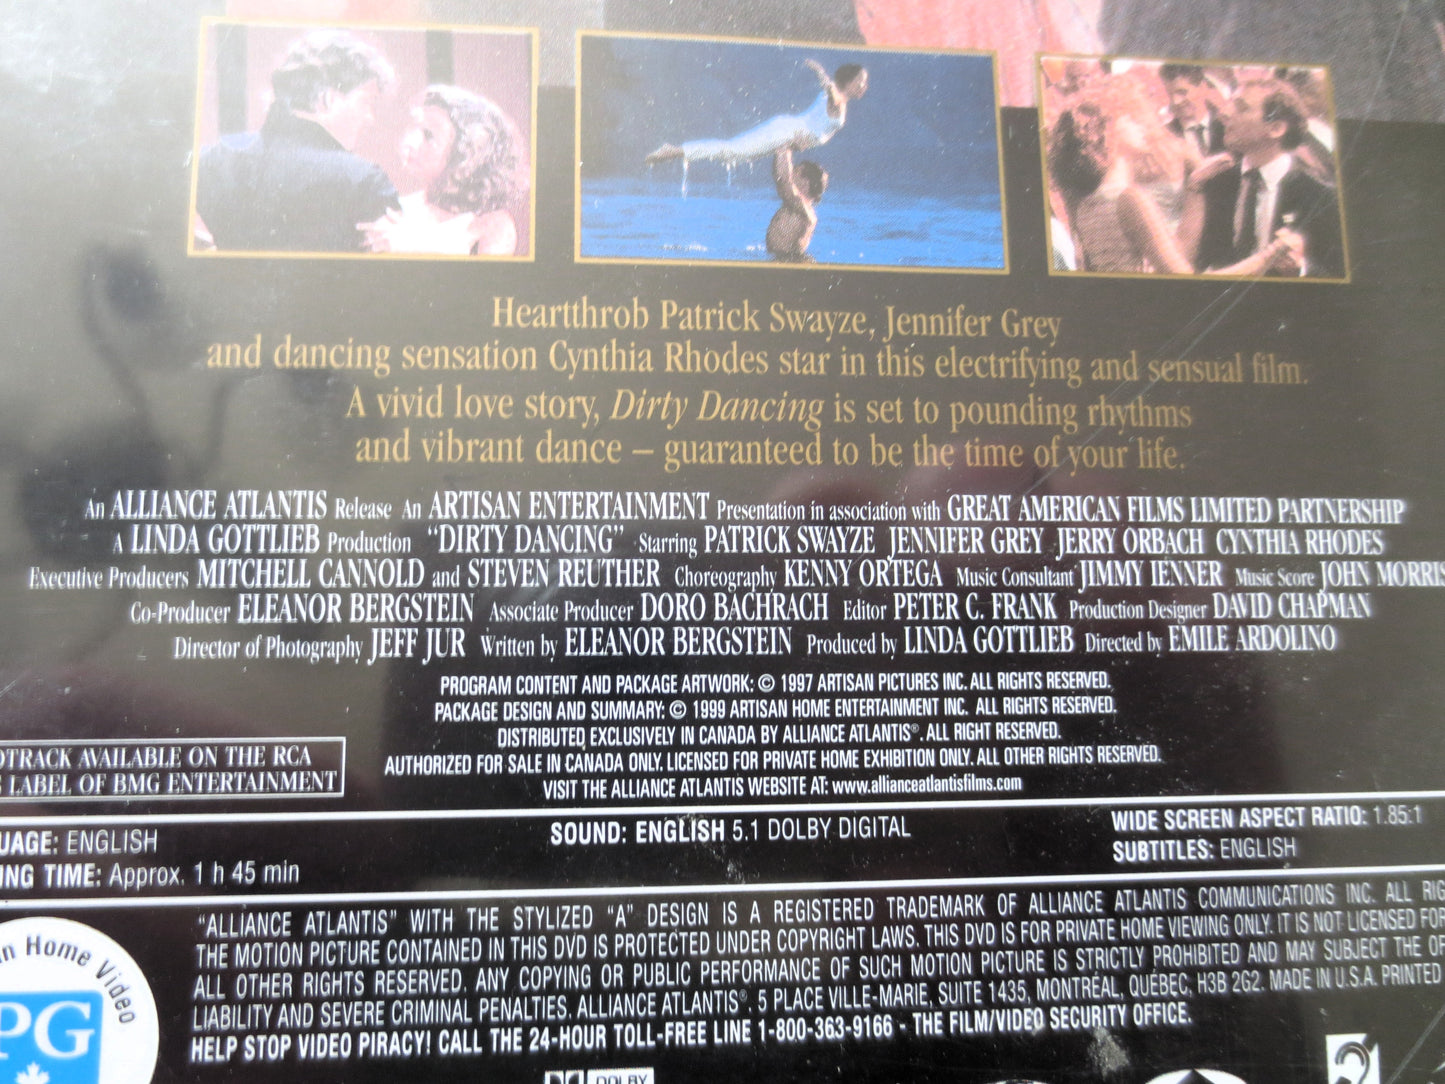 Heartthrob Patrick Swayze, Jennifer Grey
and dancing sensation Cynthia Rhodes star in this electrifying and sensual film.
A vivid love story, Dirty Dancing is set to pounding rhythms
and vibrant dance – guaranteed to be the time of your life.
An ALLIANCE ATLANTIS Release An ARTISAN ENTERTAINMENT Presentation in association with GREAT AMERICAN FILMS LIMITED PARTNERSHIP
A LINDA GOTTLIEB Production "DIRTY DANCING" Starring PATRICK SWAYZE JENNIFER GREY JERRY ORBACH CYNTHIA RHODES
Executive Producers MITCHELL CANNOLD and STEVEN REUTHER Choreography KENNY ORTEGA Music Consultant JIMMY IENNER Music Score JOHN MORRIS
Co-Producer ELEANOR BERGSTEIN Associate Producer DORO BACHRACH Editor PETER C. FRANK Production Designer DAVID CHAPMAN
Director of Photography JEFF JUR Written by ELEANOR BERGSTEIN Produced by LINDA GOTTLIEB Directed by EMILE ARDOLINO
PROGRAM CONTENT AND PACKAGE ARTWORK: © 1997 ARTISAN PICTURES INC. ALL RIGHTS RESERVED.
PACKAGE DESIGN AND SUMMARY: © 1999 ARTISAN HOME ENTERTAINMENT INC. ALL RIGHTS RESERVED.
DISTRIBUTED EXCLUSIVELY IN CANADA BY ALLIANCE ATLANTIS®. ALL RIGHT RESERVED.
AUTHORIZED FOR SALE IN CANADA ONLY. LICENSED FOR PRIVATE HOME EXHIBITION ONLY. ALL OTHER RIGHTS RESERVED.
VISIT THE ALLIANCE ATLANTIS WEBSITE AT: www.allianceatlantisfilms.com
DTRACK AVAILABLE ON THE RCA
LABEL OF BMG ENTERTAINMENT
UAGE: ENGLISH
ING TIME: Approx. 1 h 45 min
SOUND: ENGLISH 5.1 DOLBY DIGITAL
WIDE SCREEN ASPECT RATIO: 1.85:1
SUBTITLES: ENGLISH
"ALLIANCE ATLANTIS" WITH THE STYLIZED "A" DESIGN IS A REGISTERED TRADEMARK OF ALLIANCE ATLANTIS COMMUNICATIONS INC. ALL RIG
THE MOTION PICTURE CONTAINED IN THIS DVD IS PROTECTED UNDER COPYRIGHT LAWS. THIS DVD IS FOR PRIVATE HOME VIEWING ONLY. IT IS NOT LICENSED FOR
ALL OTHER RIGHTS RESERVED. ANY COPYING OR PUBLIC PERFORMANCE OF SUCH MOTION PICTURE IS STRICTLY PROHIBITED AND MAY SUBJECT THE OF
LIABILITY AND SEVERE CRIMINAL PENALTIES. ALLIANCE ATLANTIS®. 5 PLACE VILLE-MARIE, SUITE 1435, MONTRÉAL, QUÉBEC, H3B 2G2. MADE IN U.S.A. PRINTED
HELP STOP VIDEO PIRACY! CALL THE 24-HOUR TOLL-FREE LINE 1-800-363-9166 - THE FILM/VIDEO SECURITY OFFICE.
n Home Video
PG
DOLBY
2